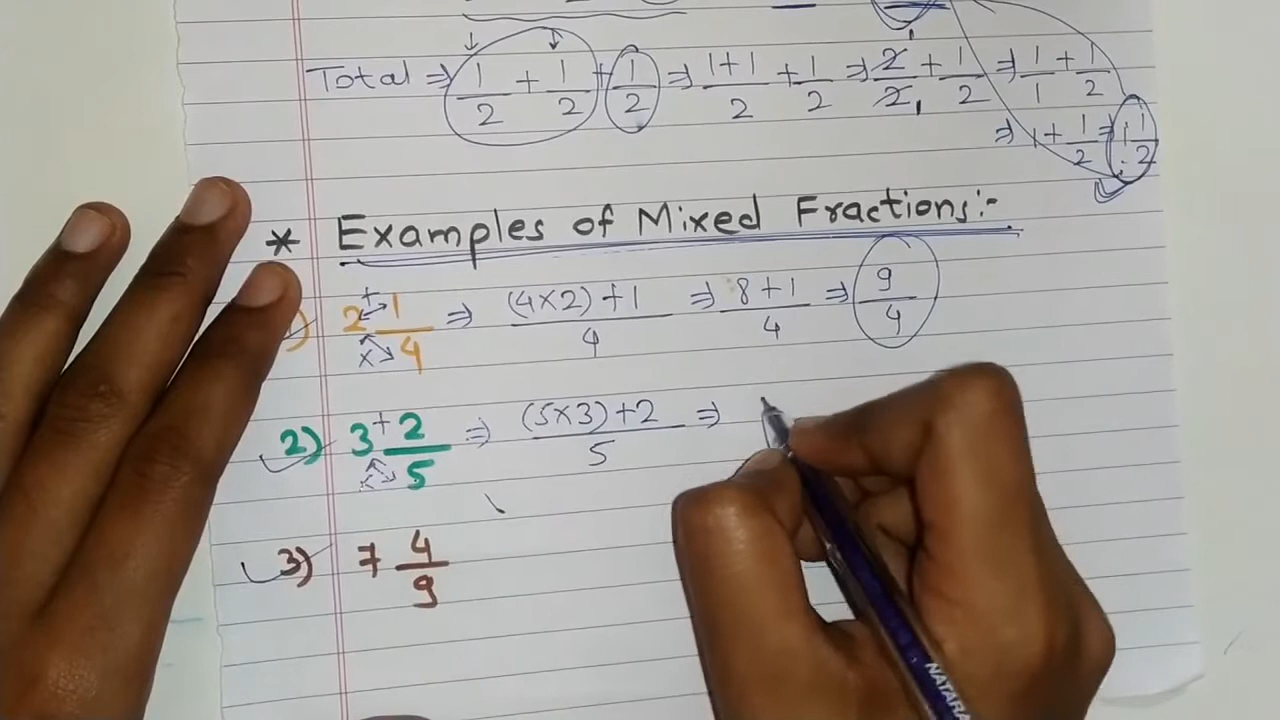 Total ⇒ 1/2 + 1/2 + 1/2 ⇒ 1+1/2 + 1/2 ⇒ 2/2 + 1/2 ⇒ 1/1 + 1/2
⇒ 1 + 1/2 ⇒ 1 1/2
* Examples of Mixed Fractions:-
2 1/4 ⇒ (4×2)+1/4 ⇒ 8+1/4 ⇒ 9/4
2) 3 2/5 ⇒ (5×3)+2/5 ⇒
3) 7 4/9
NATARA